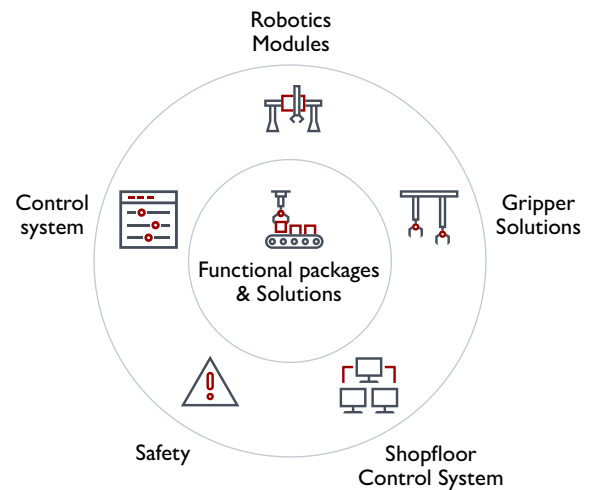 Robotics
Modules
Control
system
Gripper
Solutions
Functional packages
& Solutions
Safety
Shopfloor
Control System